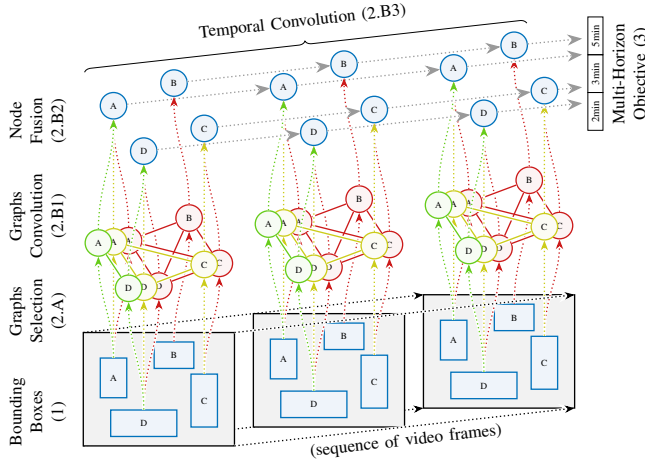 Temporal Convolution (2.B3)
2min 3min 5min
Multi-Horizon
Objective (3)
Node
Fusion
(2.B2)
A B C D
A B C D
A B C D
Graphs
Convolution
(2.B1)
A A A B C C D D D
A A A B C C D D D
A A A B C C D D D
Graphs
Selection
(2.A)
Bounding
Boxes
(1)
A B C D
A B C D
A B C D
(sequence of video frames)